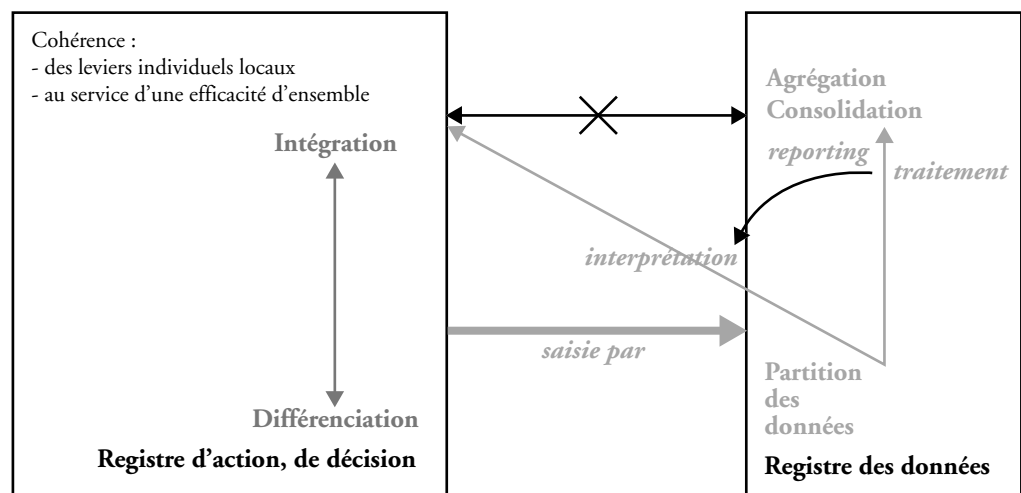 Cohérence :
- des leviers individuels locaux
- au service d'une efficacité d'ensemble
Intégration
Différenciation
Registre d'action, de décision
interprétation
saisie par
Agrégation
Consolidation
reporting
traitement
Partition
des
données
Registre des données